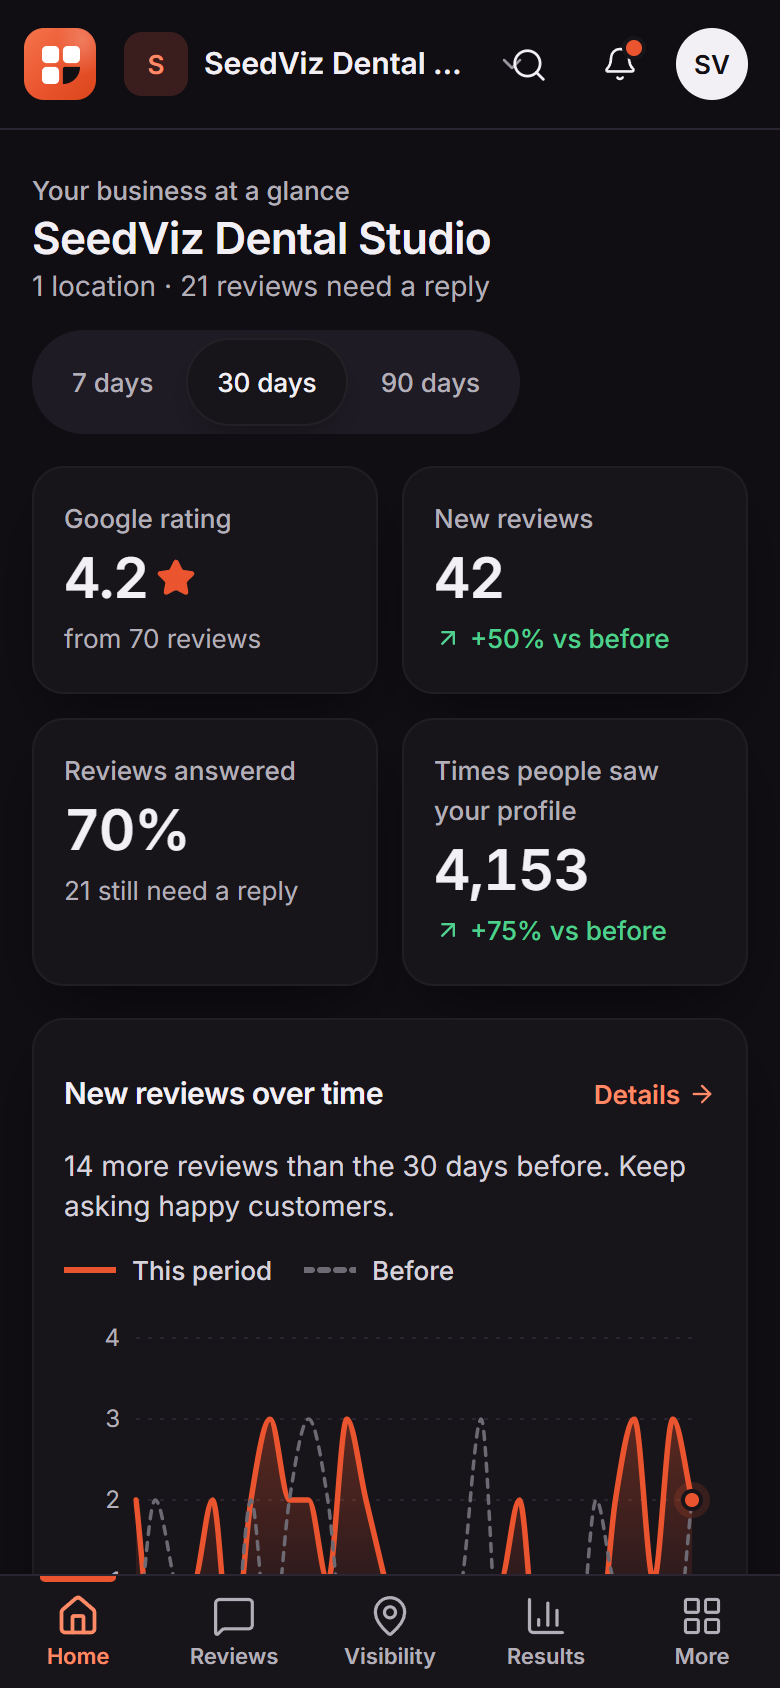 S
SeedViz Dental ...
SV
Your business at a glance
SeedViz Dental Studio
1 location · 21 reviews need a reply
7 days
30 days
90 days
Google rating
4.2
from 70 reviews
New reviews
42
+50% vs before
Reviews answered
70%
21 still need a reply
Times people saw
your profile
4,153
+75% vs before
New reviews over time
Details
14 more reviews than the 30 days before. Keep
asking happy customers.
This period
Before
4
3
2
Home
Reviews
Visibility
Results
More